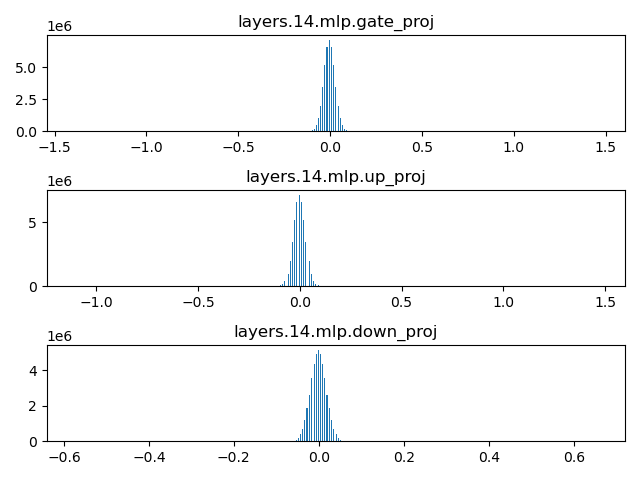 layers.14.mlp.gate_proj
1e6
5.0
2.5
0.0
−1.5 −1.0 −0.5 0.0 0.5 1.0 1.5
layers.14.mlp.up_proj
1e6
5
0
−1.0 −0.5 0.0 0.5 1.0 1.5
layers.14.mlp.down_proj
1e6
4
2
0
−0.6 −0.4 −0.2 0.0 0.2 0.4 0.6